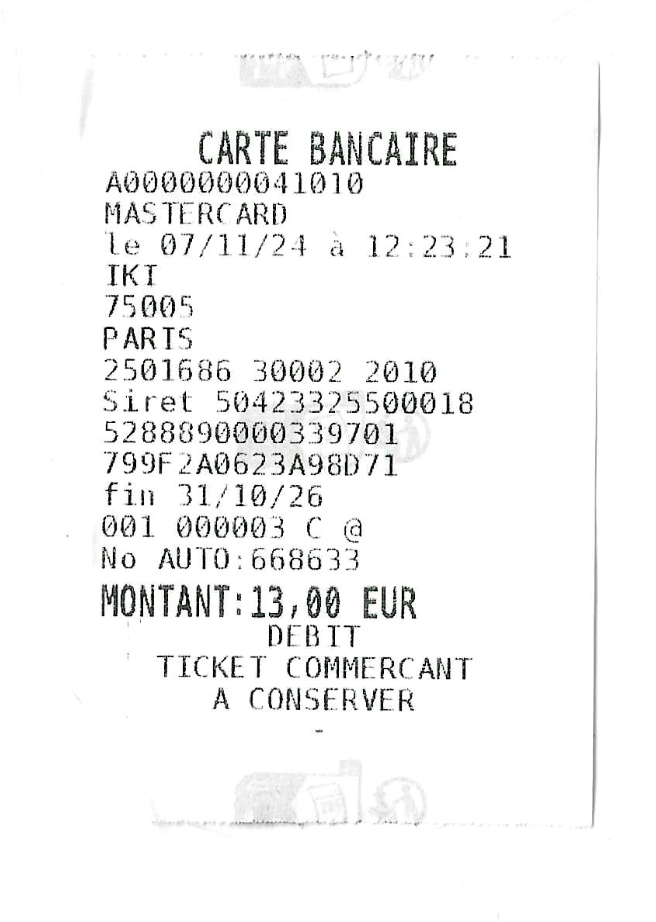 CARTE BANCAIRE
A0000000041010
MASTERCARD
le 07/11/24 à 12:23:21
IKI
75005
PARIS
2501686 30002 2010
Siret 50423325500018
5288890000339701
799F2A0623A98D71
fin 31/10/26
001 000003 C @
No AUTO:668633
MONTANT:13,00 EUR
DEBIT
TICKET COMMERCANT
A CONSERVER
-